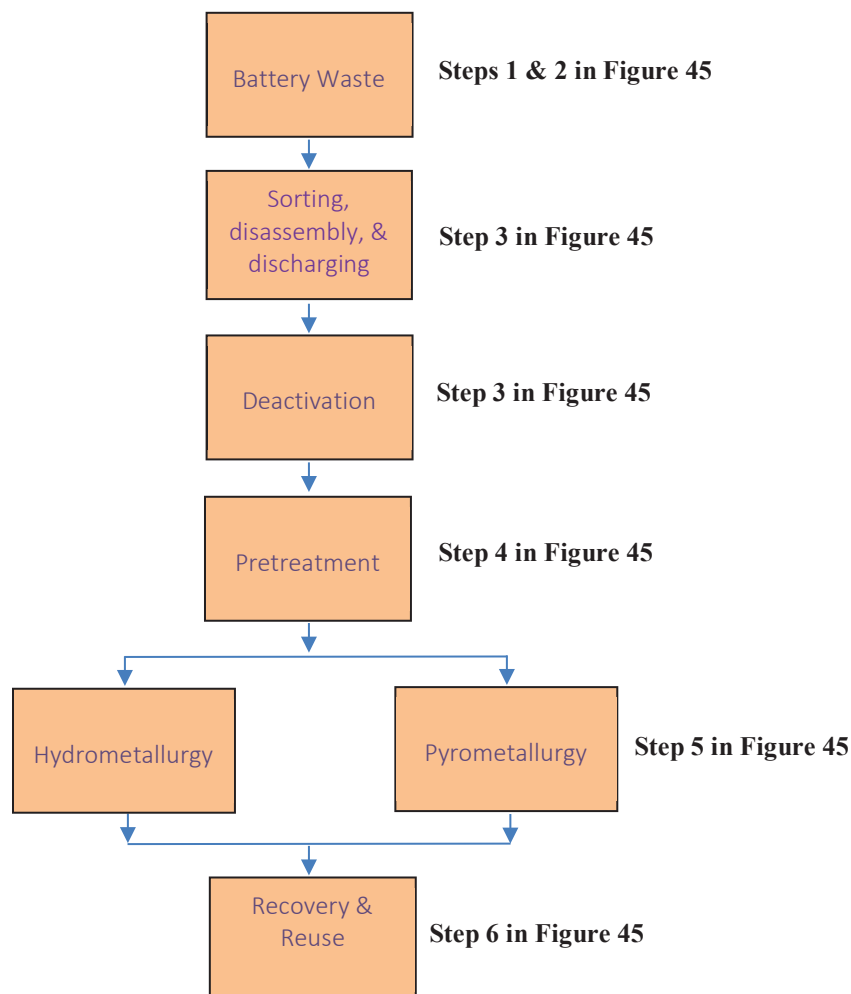 Battery Waste
Steps 1 & 2 in Figure 45
Sorting,
disassembly, &
discharging
Step 3 in Figure 45
Deactivation
Step 3 in Figure 45
Pretreatment
Step 4 in Figure 45
Hydrometallurgy
Pyrometallurgy
Step 5 in Figure 45
Recovery &
Reuse
Step 6 in Figure 45